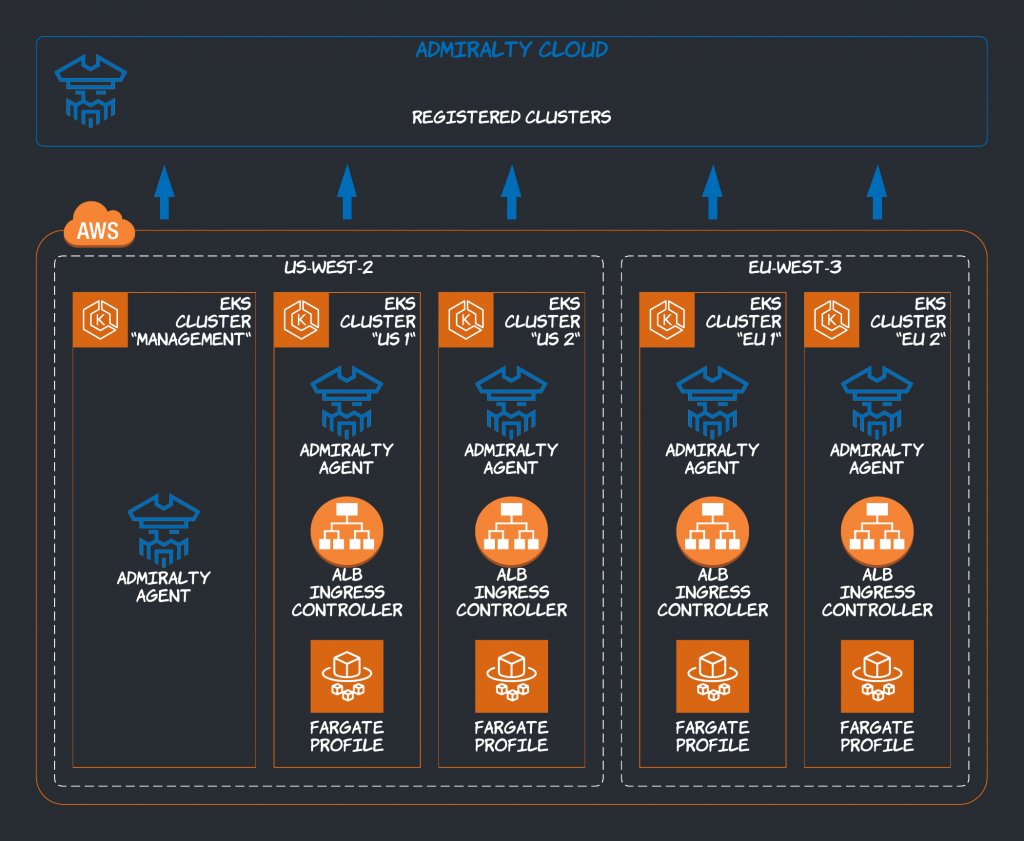 ADMIRALTY CLOUD
REGISTERED CLUSTERS
AWS
US-WEST-2
EKS
CLUSTER
"MANAGEMENT"
ADMIRALTY
AGENT
EKS
CLUSTER
"US 1"
ADMIRALTY
AGENT
ALB
INGRESS
CONTROLLER
FARGATE
PROFILE
EKS
CLUSTER
"US 2"
ADMIRALTY
AGENT
ALB
INGRESS
CONTROLLER
FARGATE
PROFILE
EU-WEST-3
EKS
CLUSTER
"EU 1"
ADMIRALTY
AGENT
ALB
INGRESS
CONTROLLER
FARGATE
PROFILE
EKS
CLUSTER
"EU 2"
ADMIRALTY
AGENT
ALB
INGRESS
CONTROLLER
FARGATE
PROFILE